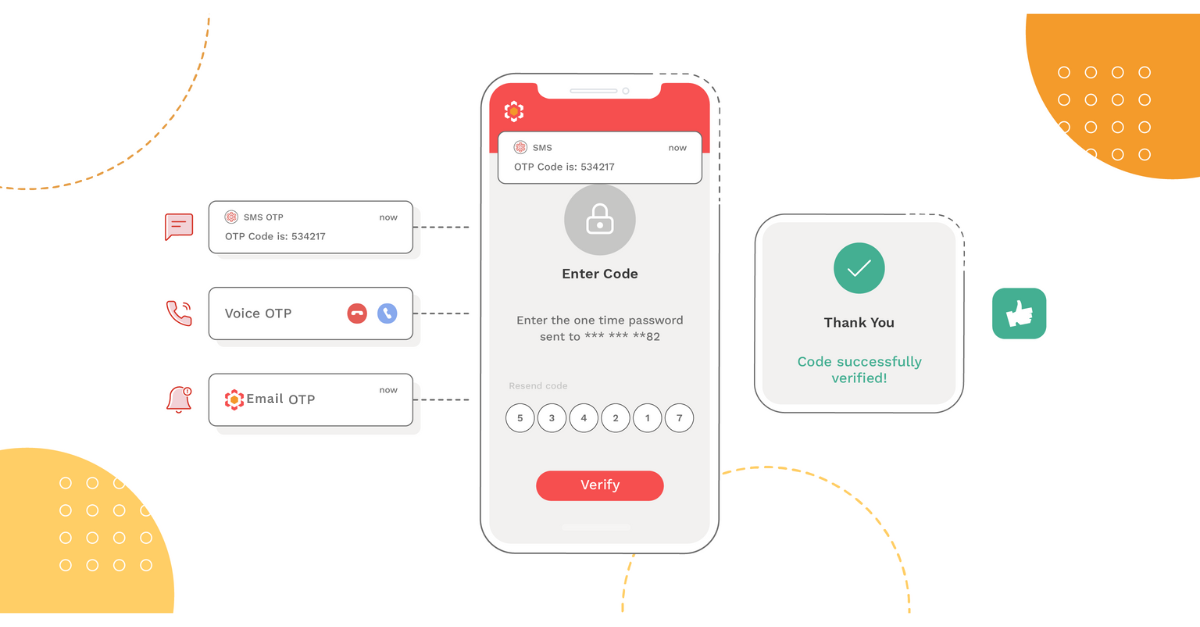 SMS OTP now
OTP Code is: 534217
Voice OTP
Email OTP now
SMS now
OTP Code is: 534217
Enter Code
Enter the one time password
sent to *** *** **82
Resend code
5 3 4 2 1 7
Verify
Thank You
Code successfully
verified!